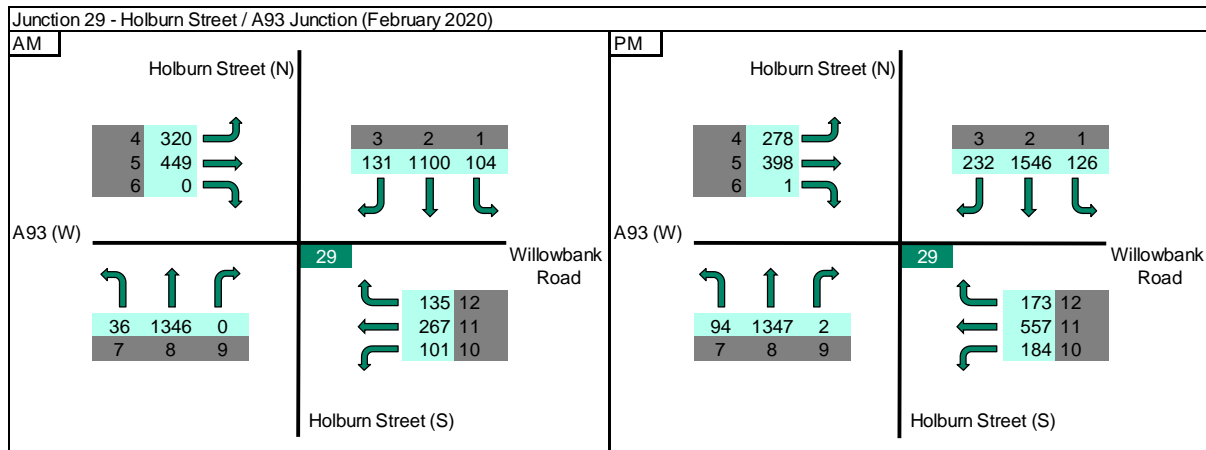 Junction 29 - Holburn Street / A93 Junction (February 2020)
AM
Holburn Street (N)
4 320
5 449
6 0
3 2 1
131 1100 104
A93 (W)
29
Willowbank
Road
36 1346 0
7 8 9
135 12
267 11
101 10
Holburn Street (S)
PM
Holburn Street (N)
4 278
5 398
6 1
3 2 1
232 1546 126
A93 (W)
29
Willowbank
Road
94 1347 2
7 8 9
173 12
557 11
184 10
Holburn Street (S)